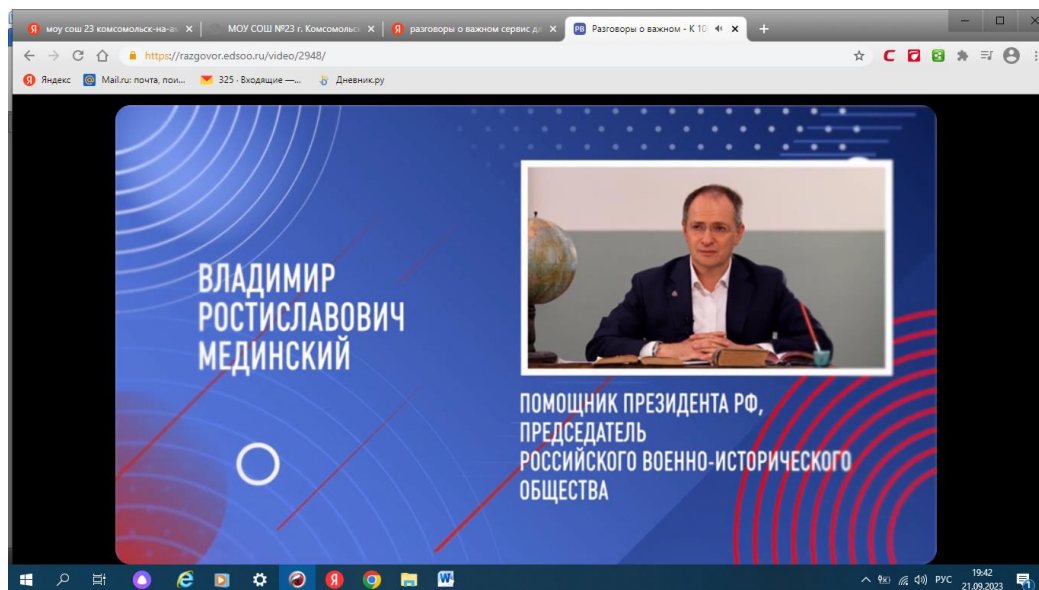 моу сош 23 комсомольск-на-ам
МОУ СОШ №23 г. Комсомольс
разговоры о важном сервис дл
РВ Разговоры о важном - К 10
https://razgovor.edsoo.ru/video/2948/
Яндекс Mail.ru: почта, пои... 325 · Входящие —... Дневник.ру
ВЛАДИМИР
РОСТИСЛАВОВИЧ
МЕДИНСКИЙ
ПОМОЩНИК ПРЕЗИДЕНТА РФ,
ПРЕДСЕДАТЕЛЬ
РОССИЙСКОГО ВОЕННО-ИСТОРИЧЕСКОГО
ОБЩЕСТВА
РУС
19:42
21.09.2023